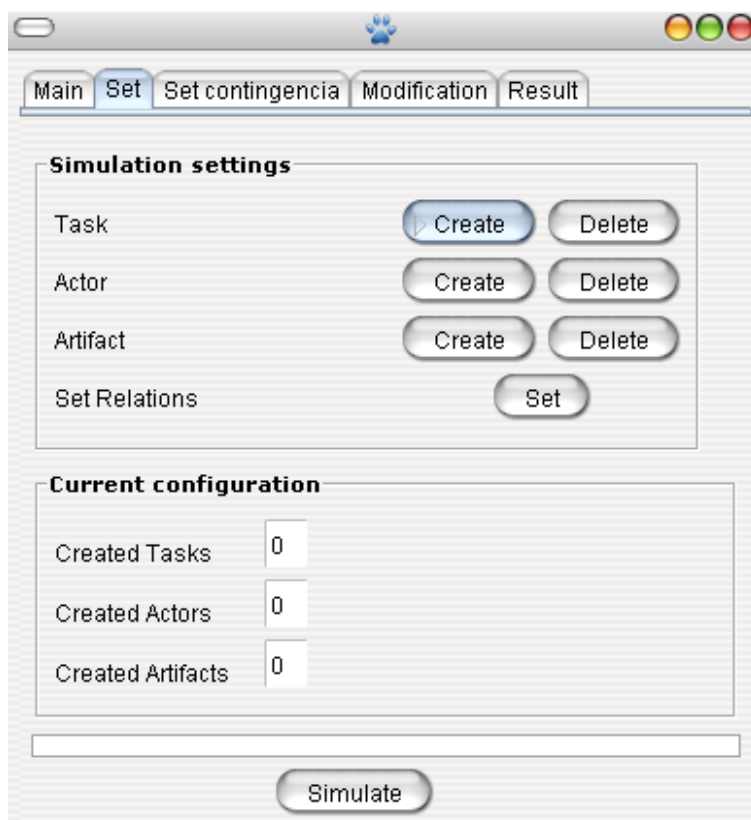 Main Set Set contingencia Modification Result
Simulation settings
Task Create Delete
Actor Create Delete
Artifact Create Delete
Set Relations Set
Current configuration
Created Tasks 0
Created Actors 0
Created Artifacts 0
Simulate